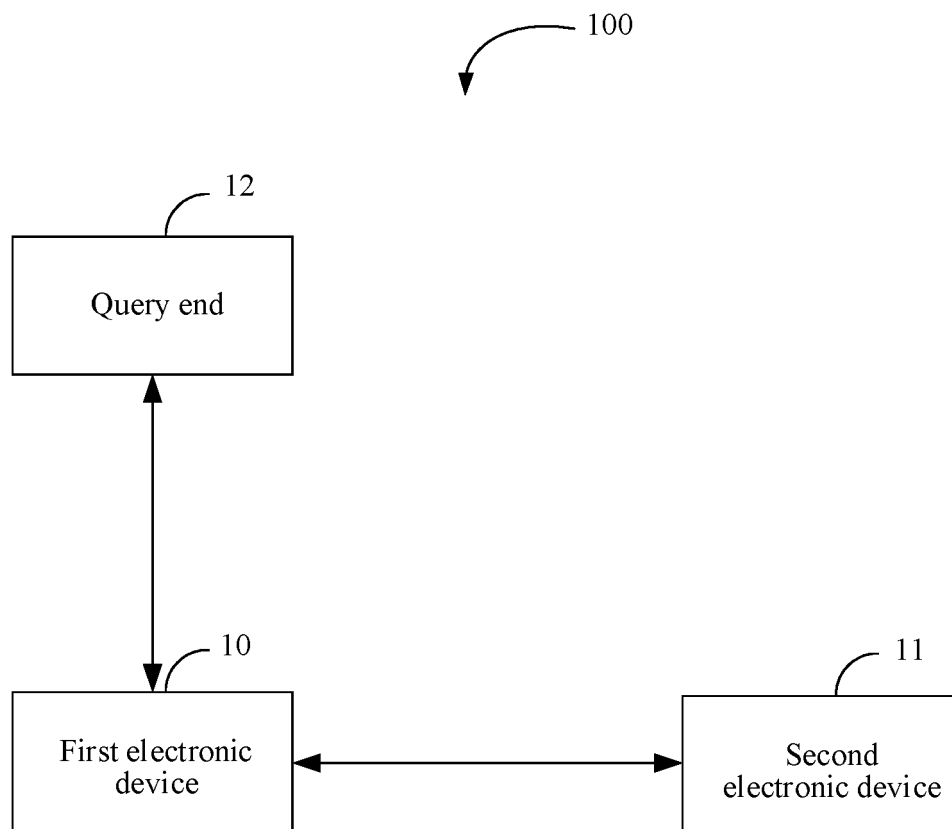 100
12
Query end
10
First electronic
device
11
Second
electronic device